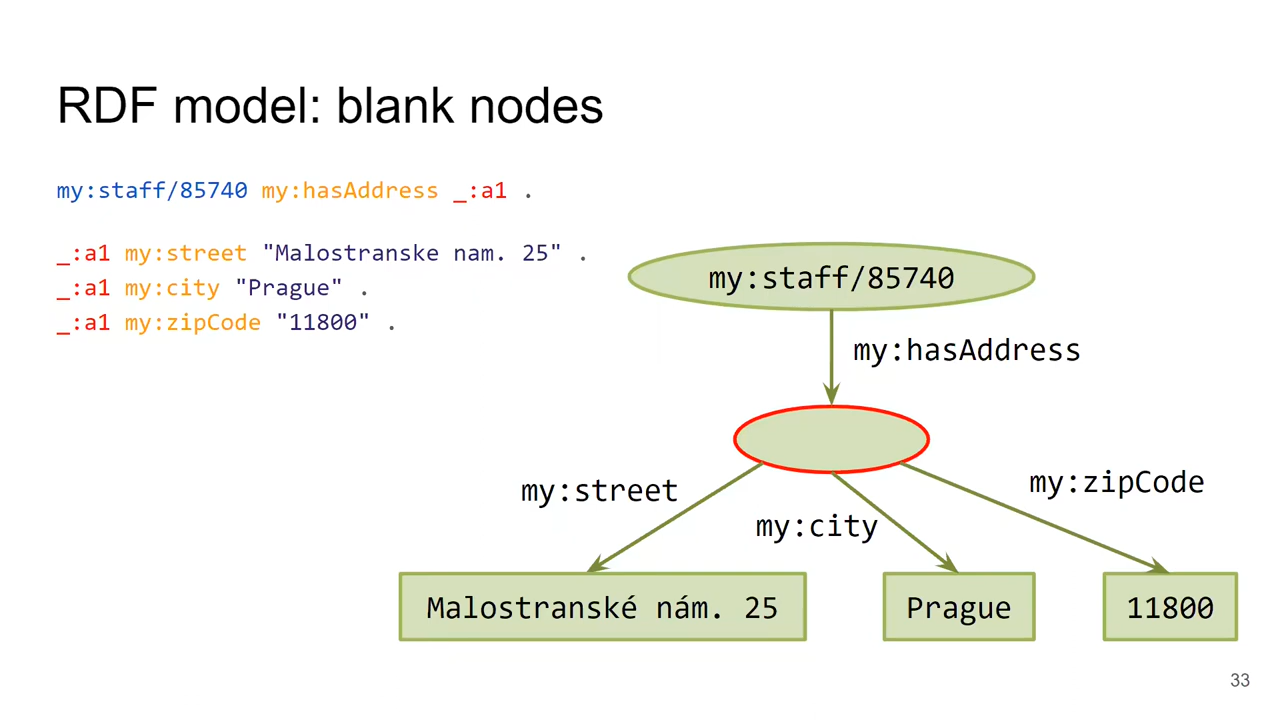 RDF model: blank nodes
my:staff/85740 my:hasAddress _:a1 .
_:a1 my:street "Malostranske nam. 25" .
_:a1 my:city "Prague" .
_:a1 my:zipCode "11800" .
my:staff/85740
my:hasAddress
my:street
my:city
my:zipCode
Malostranské nám. 25
Prague
11800
33